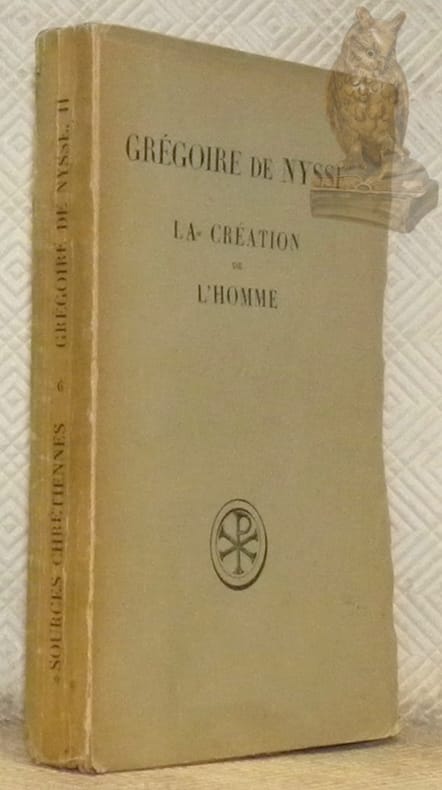 GRÉGOIRE DE NYSSE
LA CRÉATION
DE
L'HOMME
SOURCES CHRÉTIENNES 6 GRÉGOIRE DE NYSSE. II